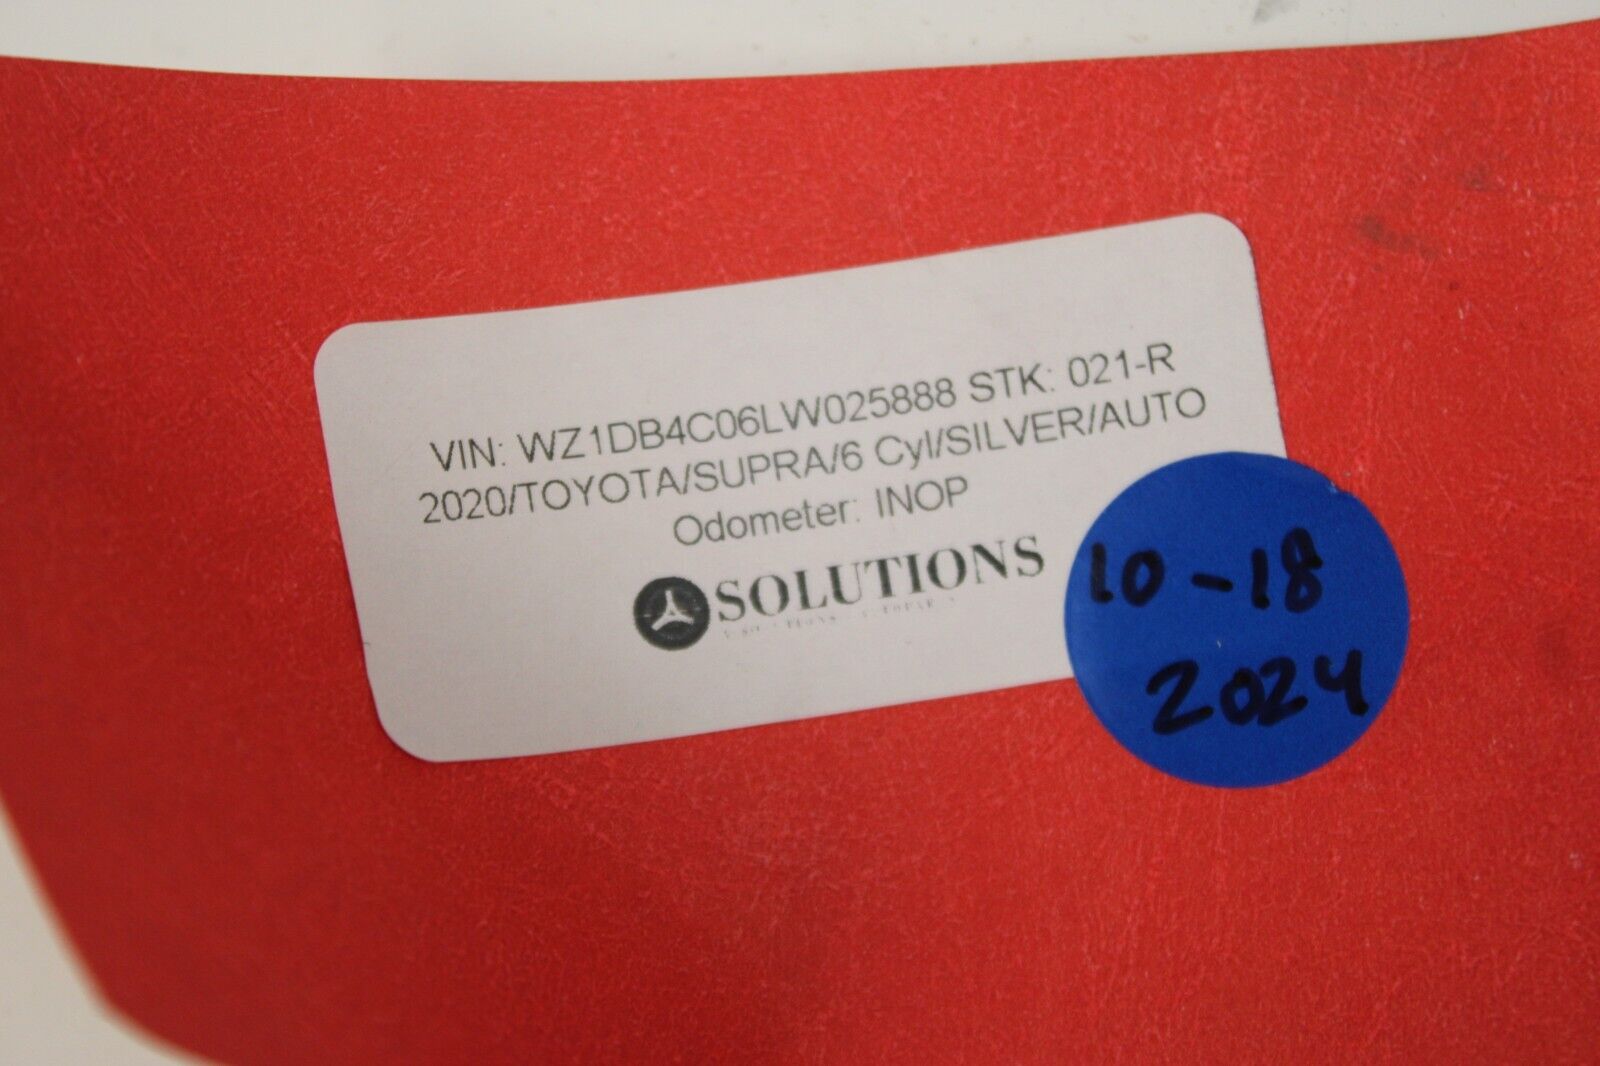 VIN: WZ1DB4C06LW025888 STK: 021-R
2020/TOYOTA/SUPRA/6 Cyl/SILVER/AUTO
Odometer: INOP
SOLUTIONS
10-18
2024